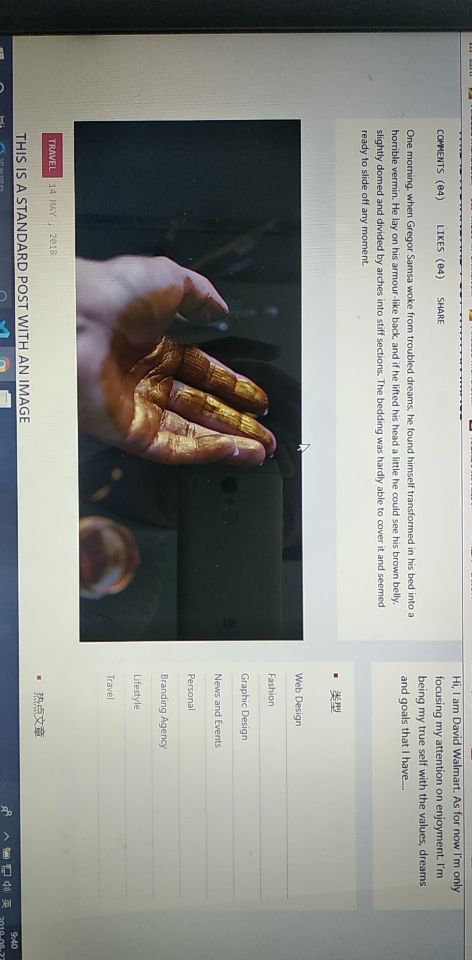 COMMENTS (04) LIKES (04) SHARE
One morning, when Gregor Samsa woke from troubled dreams, he found himself transformed in his bed into a
horrible vermin. He lay on his armour-like back, and if he lifted his head a little he could see his brown belly,
slightly domed and divided by arches into stiff sections. The bedding was hardly able to cover it and seemed
ready to slide off any moment.
TRAVEL 14 MAY , 2018
THIS IS A STANDARD POST WITH AN IMAGE
Hi, I am David Walmart. As for now I'm only
focusing my attention on enjoyment. I'm
being my true self with the values, dreams
and goals that I have....
类型
Web Design
Fashion
Graphic Design
News and Events
Personal
Branding Agency
Lifestyle
Travel
热点文章
英
9:40